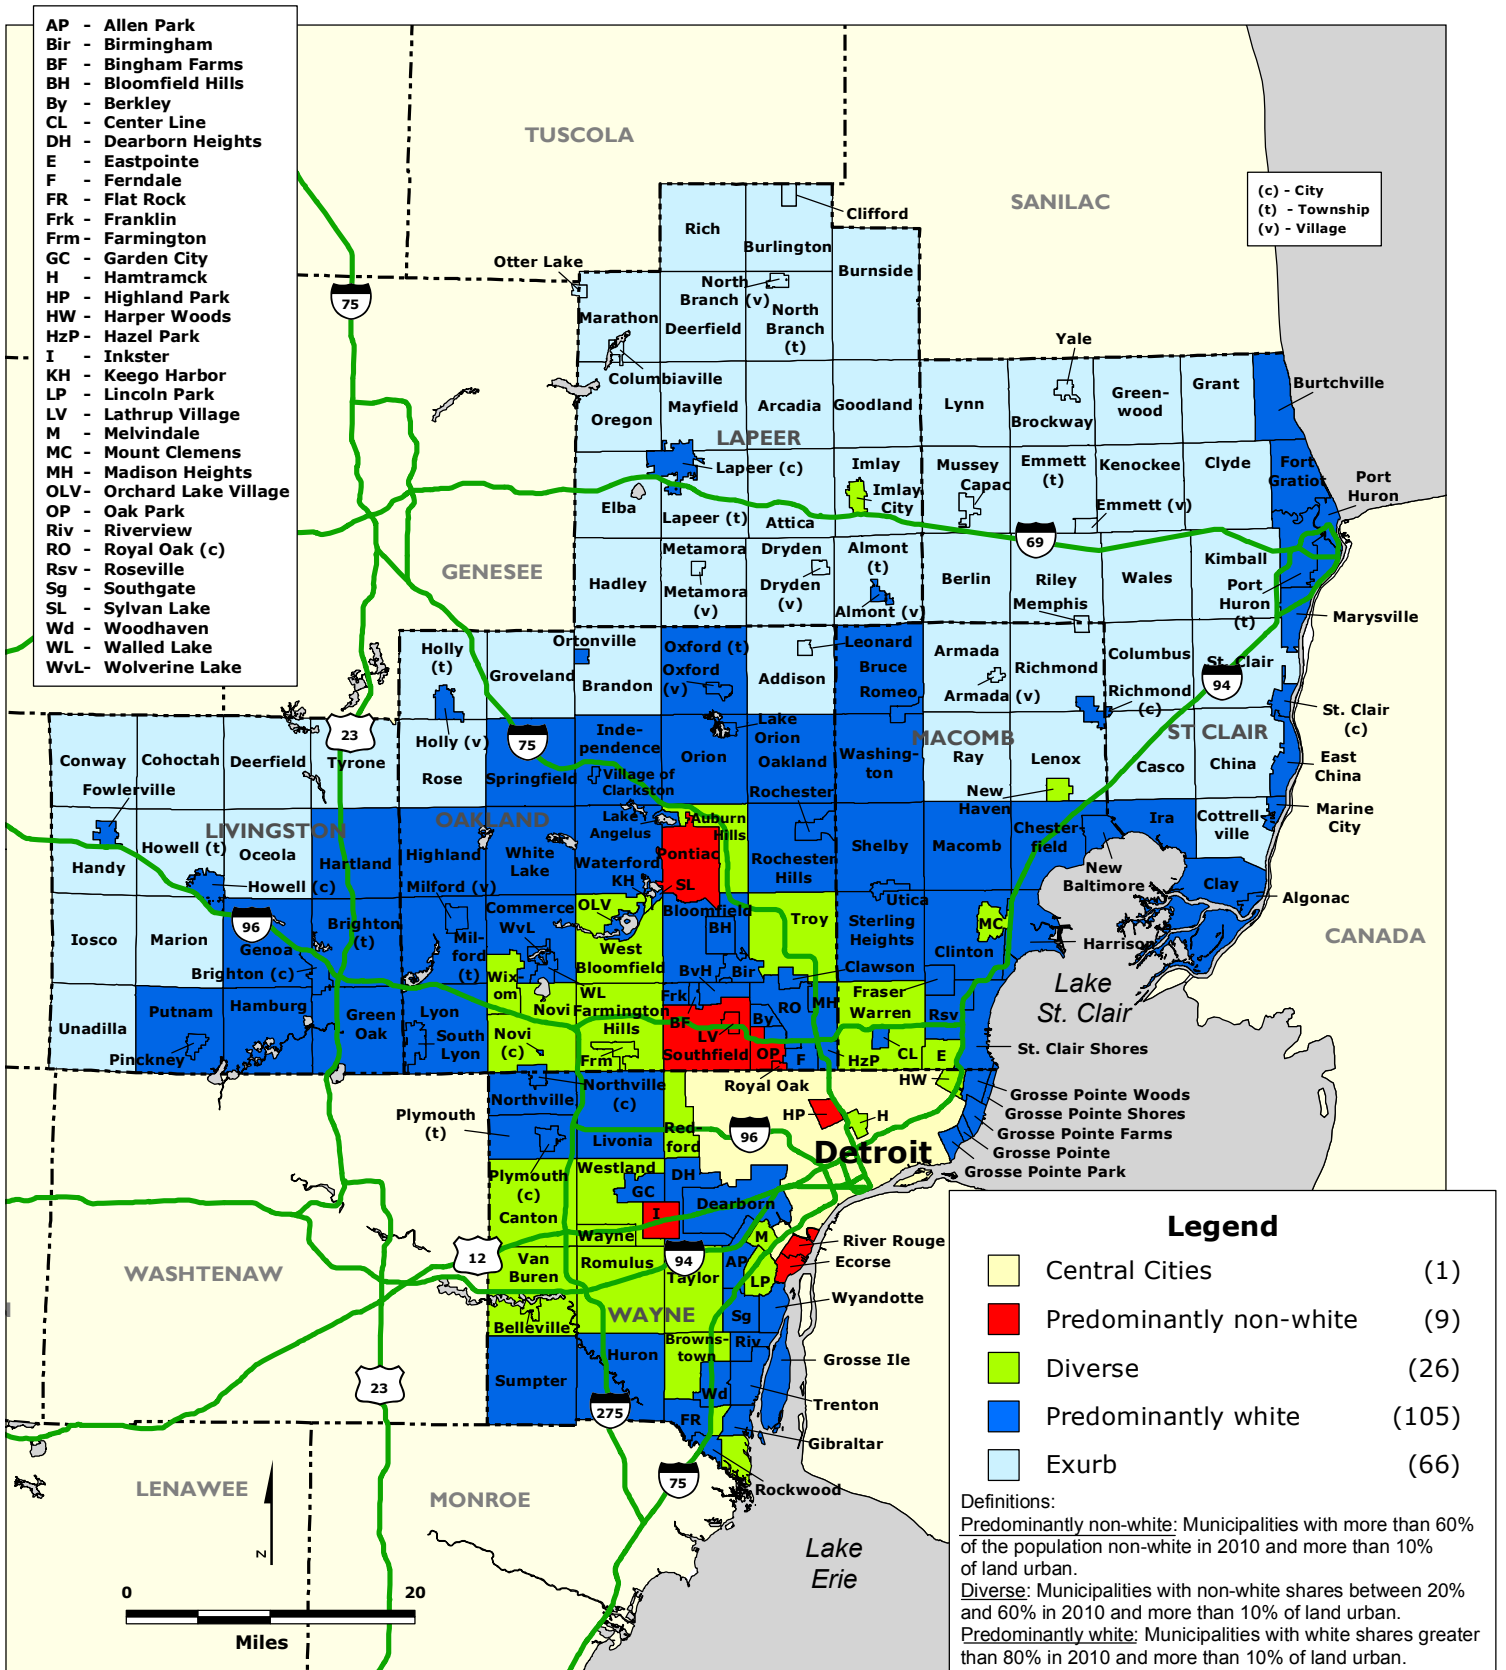 AP - Allen Park
Bir - Birmingham
BF - Bingham Farms
BH - Bloomfield Hills
By - Berkley
CL - Center Line
DH - Dearborn Heights
E - Eastpointe
F - Ferndale
FR - Flat Rock
Frk - Franklin
Frm - Farmington
GC - Garden City
H - Hamtramck
HP - Highland Park
HW - Harper Woods
HzP - Hazel Park
I - Inkster
KH - Keego Harbor
LP - Lincoln Park
LV - Lathrup Village
M - Melvindale
MC - Mount Clemens
MH - Madison Heights
OLV - Orchard Lake Village
OP - Oak Park
Riv - Riverview
RO - Royal Oak (c)
Rsv - Roseville
Sg - Southgate
SL - Sylvan Lake
Wd - Woodhaven
WL - Walled Lake
WvL - Wolverine Lake
(c) - City
(t) - Township
(v) - Village
TUSCOLA
SANILAC
Clifford
Rich
Burlington
Burnside
Otter Lake
North
Branch (v)
Marathon
Deerfield
North
Branch
(t)
75
Yale
Columbiaville
Burtchville
Grant
Green-
wood
Oregon
Mayfield
Arcadia
Goodland
Lynn
Brockway
LAPEER
Lapeer (c)
Imlay
Mussey
Capac
Emmett
(t)
Kenockee
Clyde
Fort
Gratiot
Port
Huron
Imlay
City
Emmett (v)
Elba
Lapeer (t)
Attica
69
GENESEE
Hadley
Metamora
Metamora
(v)
Dryden
Dryden
(v)
Almont
(t)
Almont (v)
Berlin
Riley
Memphis
Wales
Kimball
Port
Huron
(t)
Marysville
Holly
(t)
Groveland
Ortonville
Brandon
Oxford (t)
Oxford
(v)
Addison
Leonard
Bruce
Romeo
Armada
Armada (v)
Richmond
Columbus
St. Clair
94
Richmond
(c)
St. Clair
(c)
23
Holly (v)
75
Inde-
pendence
Orion
Lake
Orion
Oakland
Washing-
ton
MACOMB
Ray
Lenox
ST CLAIR
Casco
China
East
China
Conway
Cohoctah
Deerfield
Tyrone
Rose
Springfield
Village of
Clarkston
Rochester
New
Haven
Marine
City
Fowlerville
LIVINGSTON
OAKLAND
Lake
Angelus
Auburn
Hills
Chester-
field
Ira
Cottrell-
ville
Handy
Howell (t)
Oceola
Hartland
Highland
White
Lake
Waterford
Pontiac
Rochester
Hills
Shelby
Macomb
New
Baltimore
Clay
Algonac
Howell (c)
Milford (v)
KH
SL
Utica
96
Iosco
Marion
Genoa
Brighton
(t)
Brighton (c)
Mil-
ford
(t)
Commerce
WvL
OLV
West
Bloomfield
Bloomfield
BH
Troy
Sterling
Heights
MC
Clinton
Harrison
CANADA
BvH
Bir
Clawson
Wix-
om
Lake
St. Clair
Unadilla
Putnam
Pinckney
Hamburg
Green
Oak
Lyon
South
Lyon
Novi
Novi
(c)
WL
Farmington
Hills
Frm
Frk
BF
LV
Southfield
By
RO
MH
OP
F
Fraser
Warren
Rsv
HzP
CL
E
St. Clair Shores
Royal Oak
HW
Northville
Northville
(c)
Plymouth
(t)
Livonia
Red-
ford
HP
H
96
Detroit
Grosse Pointe Woods
Grosse Pointe Shores
Grosse Pointe Farms
Grosse Pointe
Grosse Pointe Park
Plymouth
(c)
Canton
Westland
GC
DH
Dearborn
I
Wayne
M
River Rouge
Ecorse
WASHTENAW
12
Van
Buren
Romulus
94
Taylor
AP
LP
Wyandotte
Belleville
WAYNE
Sg
Browns-
town
Riv
Huron
Grosse Ile
Sumpter
23
275
Wd
Trenton
FR
Gibraltar
75
Rockwood
LENAWEE
MONROE
Lake
Erie
N
0 20
Miles
Legend
Central Cities (1)
Predominantly non-white (9)
Diverse (26)
Predominantly white (105)
Exurb (66)
Definitions:
Predominantly non-white: Municipalities with more than 60%
of the population non-white in 2010 and more than 10%
of land urban.
Diverse: Municipalities with non-white shares between 20%
and 60% in 2010 and more than 10% of land urban.
Predominantly white: Municipalities with white shares greater
than 80% in 2010 and more than 10% of land urban.